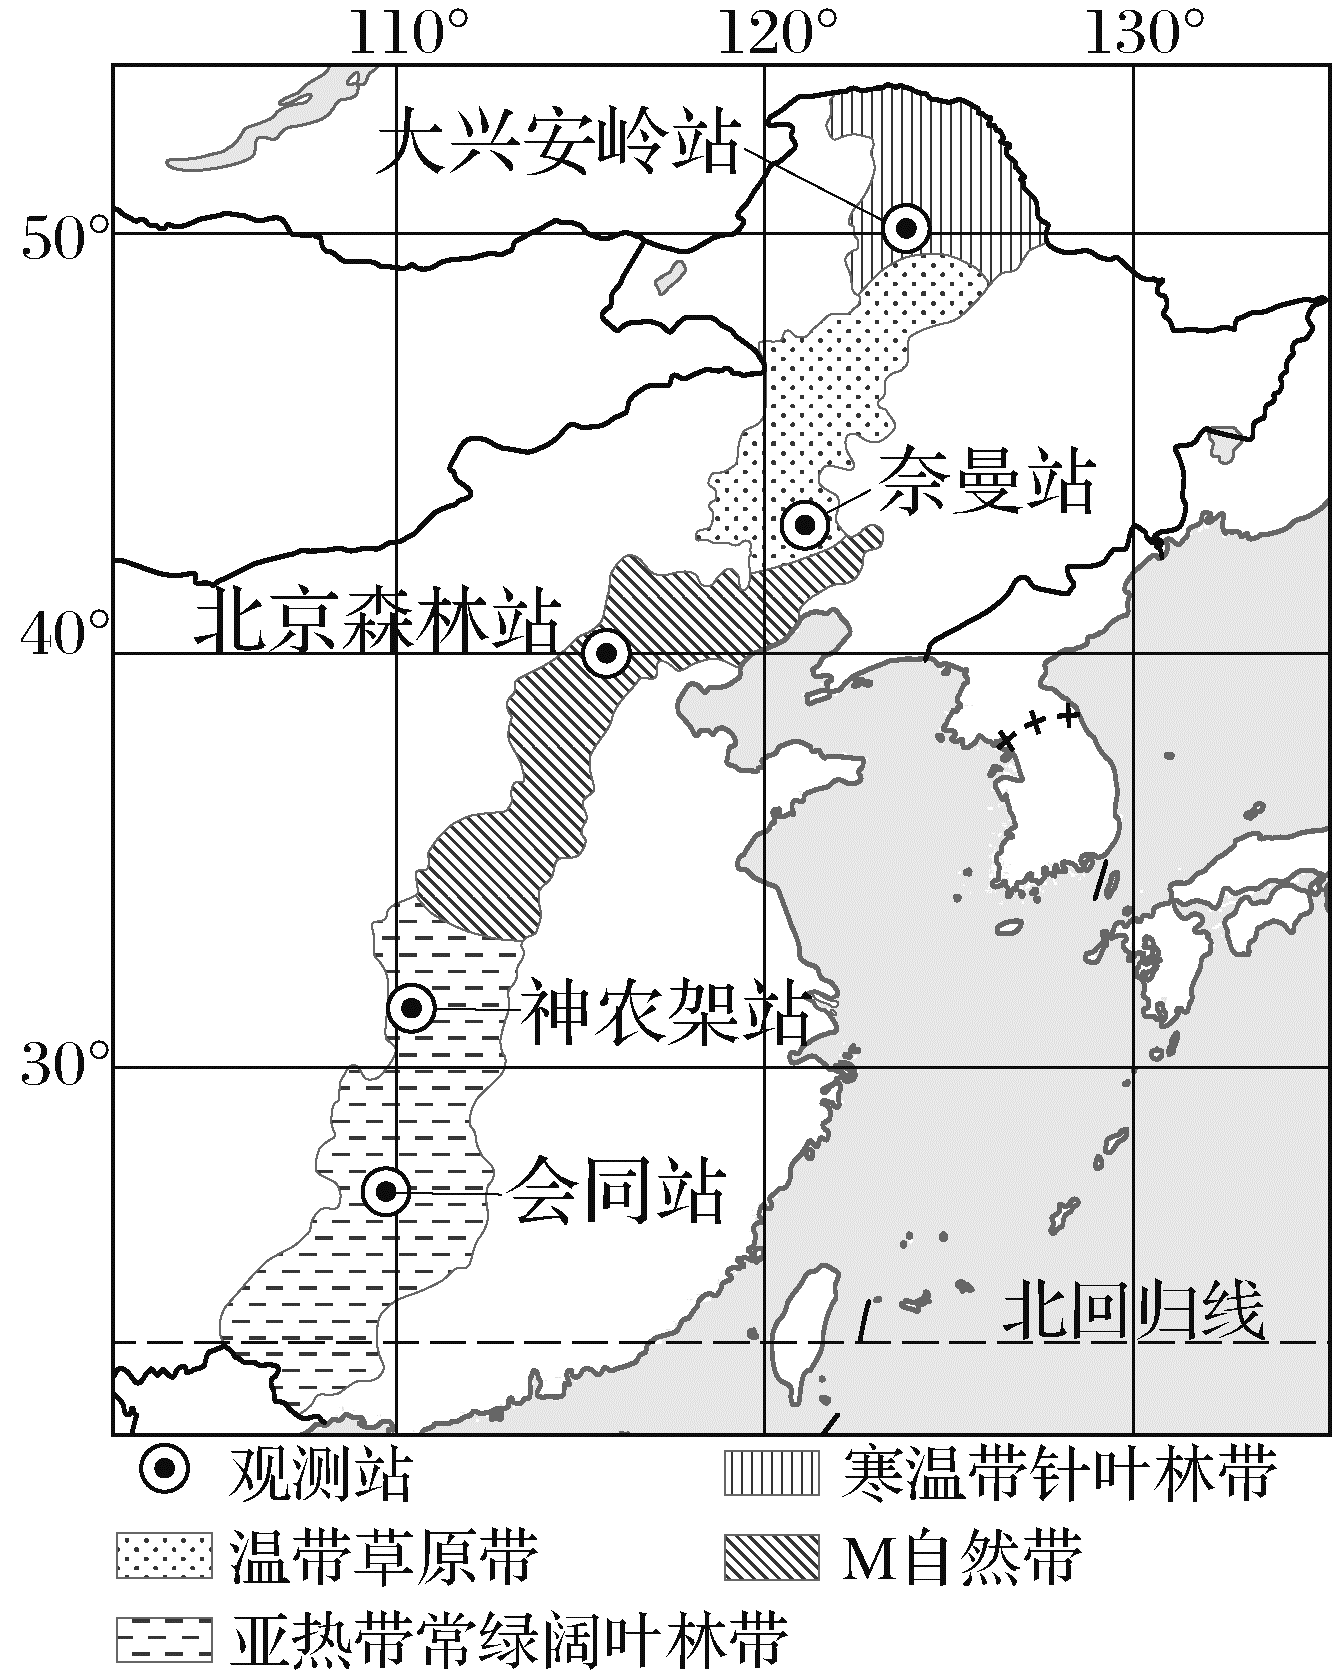 110° 120° 130°
大兴安岭站
50°
奈曼站
北京森林站
40°
神农架站
30°
会同站
北回归线
观测站 寒温带针叶林带
温带草原带 M自然带
亚热带常绿阔叶林带